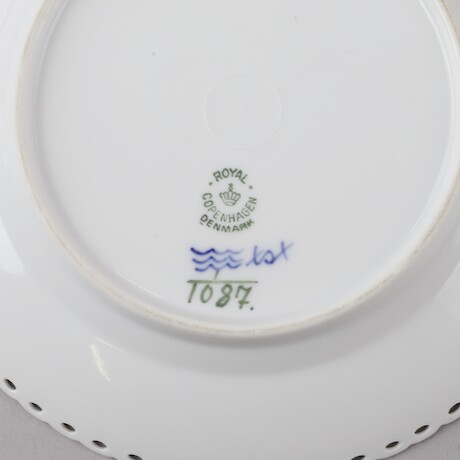 ROYAL
COPENHAGEN
DENMARK
1087.